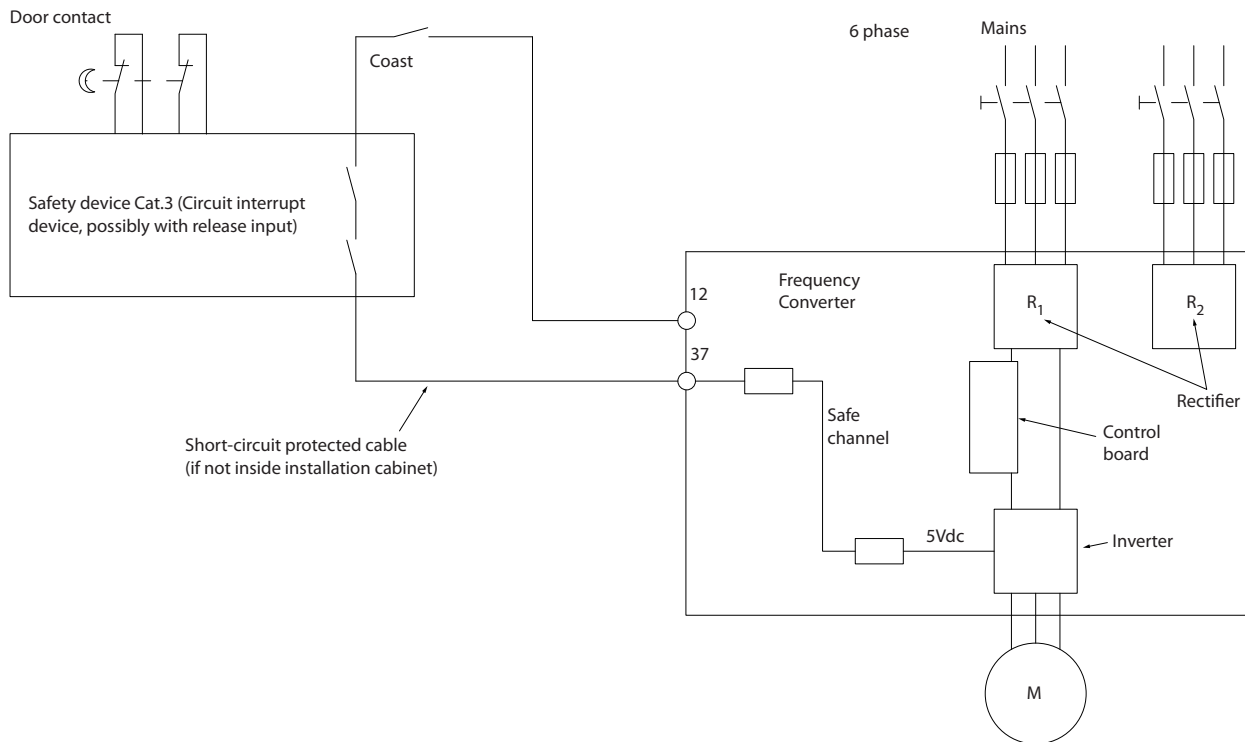 Door contact
Coast
6 phase
Mains
Safety device Cat.3 (Circuit interrupt
device, possibly with release input)
12
37
Frequency
Converter
R1
R2
Rectifier
Safe
channel
Control
board
Short-circuit protected cable
(if not inside installation cabinet)
5Vdc
Inverter
M